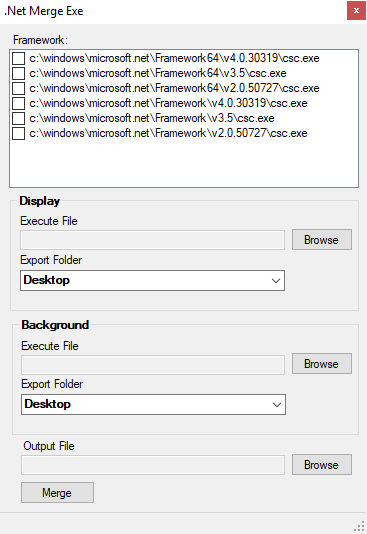 .Net Merge Exe
x
Framework:
c:\windows\microsoft.net\Framework64\v4.0.30319\csc.exe
c:\windows\microsoft.net\Framework64\v3.5\csc.exe
c:\windows\microsoft.net\Framework64\v2.0.50727\csc.exe
c:\windows\microsoft.net\Framework\v4.0.30319\csc.exe
c:\windows\microsoft.net\Framework\v3.5\csc.exe
c:\windows\microsoft.net\Framework\v2.0.50727\csc.exe
Display
Execute File
Browse
Export Folder
Desktop
Background
Execute File
Browse
Export Folder
Desktop
Output File
Browse
Merge